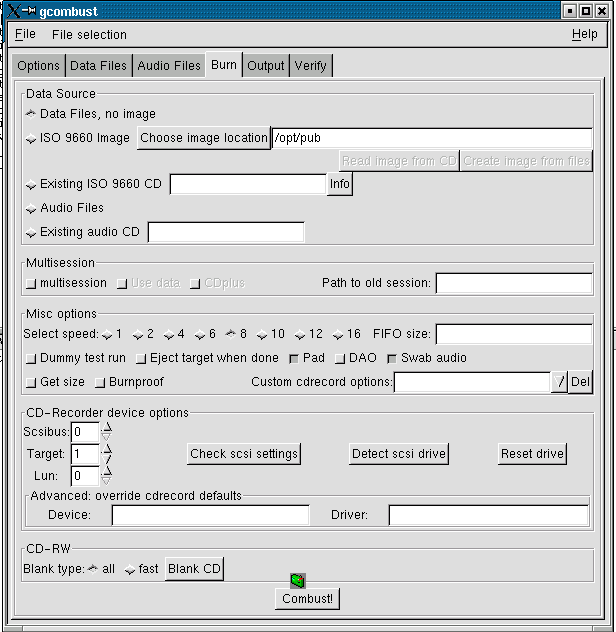 gcombust
File File selection Help
Options Data Files Audio Files Burn Output Verify
Data Source
Data Files, no image
ISO 9660 Image Choose image location /opt/pub
Read image from CD Create image from files
Existing ISO 9660 CD Info
Audio Files
Existing audio CD
Multisession
multisession Use data CDplus Path to old session:
Misc options
Select speed: 1 2 4 6 8 10 12 16 FIFO size:
Dummy test run Eject target when done Pad DAO Swab audio
Get size Burnproof Custom cdrecord options: Del
CD-Recorder device options
Scsibus: 0
Target: 1 Check scsi settings Detect scsi drive Reset drive
Lun: 0
Advanced: override cdrecord defaults
Device: Driver:
CD-RW
Blank type: all fast Blank CD
Combust!